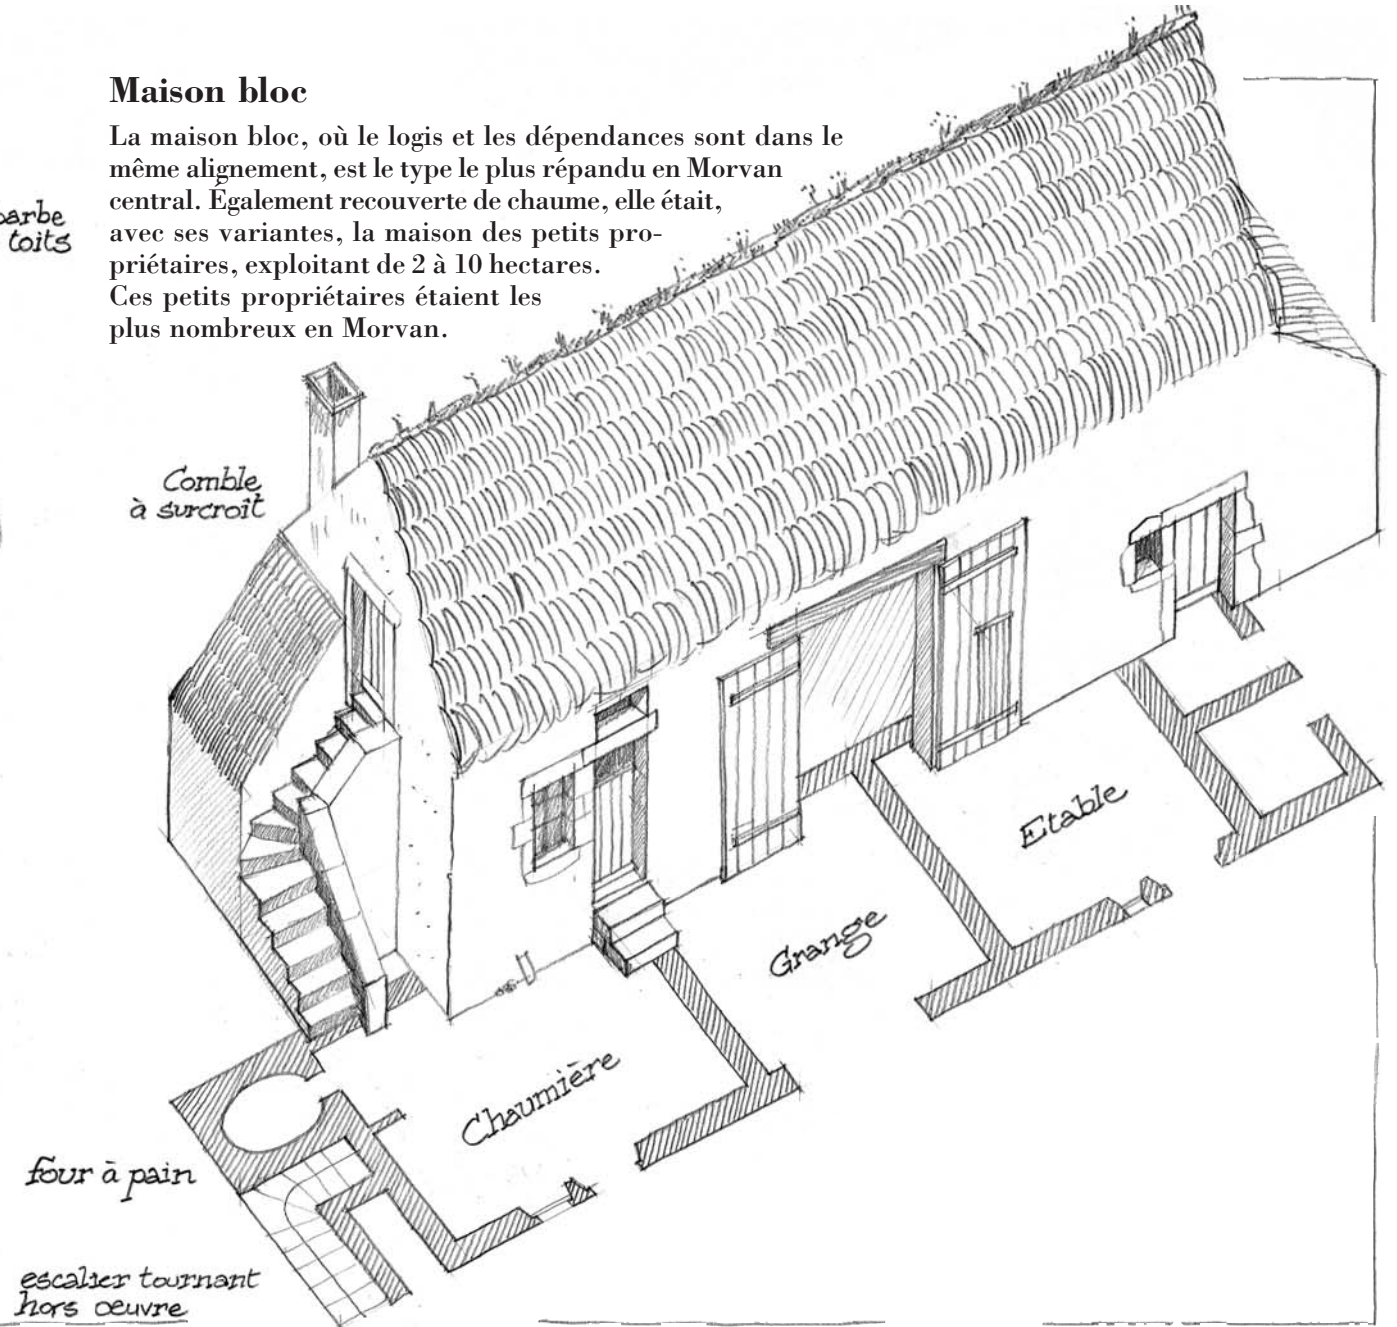 Maison bloc
La maison bloc, où le logis et les dépendances sont dans le
même alignement, est le type le plus répandu en Morvan
central. Également recouverte de chaume, elle était,
avec ses variantes, la maison des petits pro-
priétaires, exploitant de 2 à 10 hectares.
Ces petits propriétaires étaient les
plus nombreux en Morvan.
toits
Comble
à surcroît
Etable
Grange
Chaumière
four à pain
escalier tournant
hors œuvre